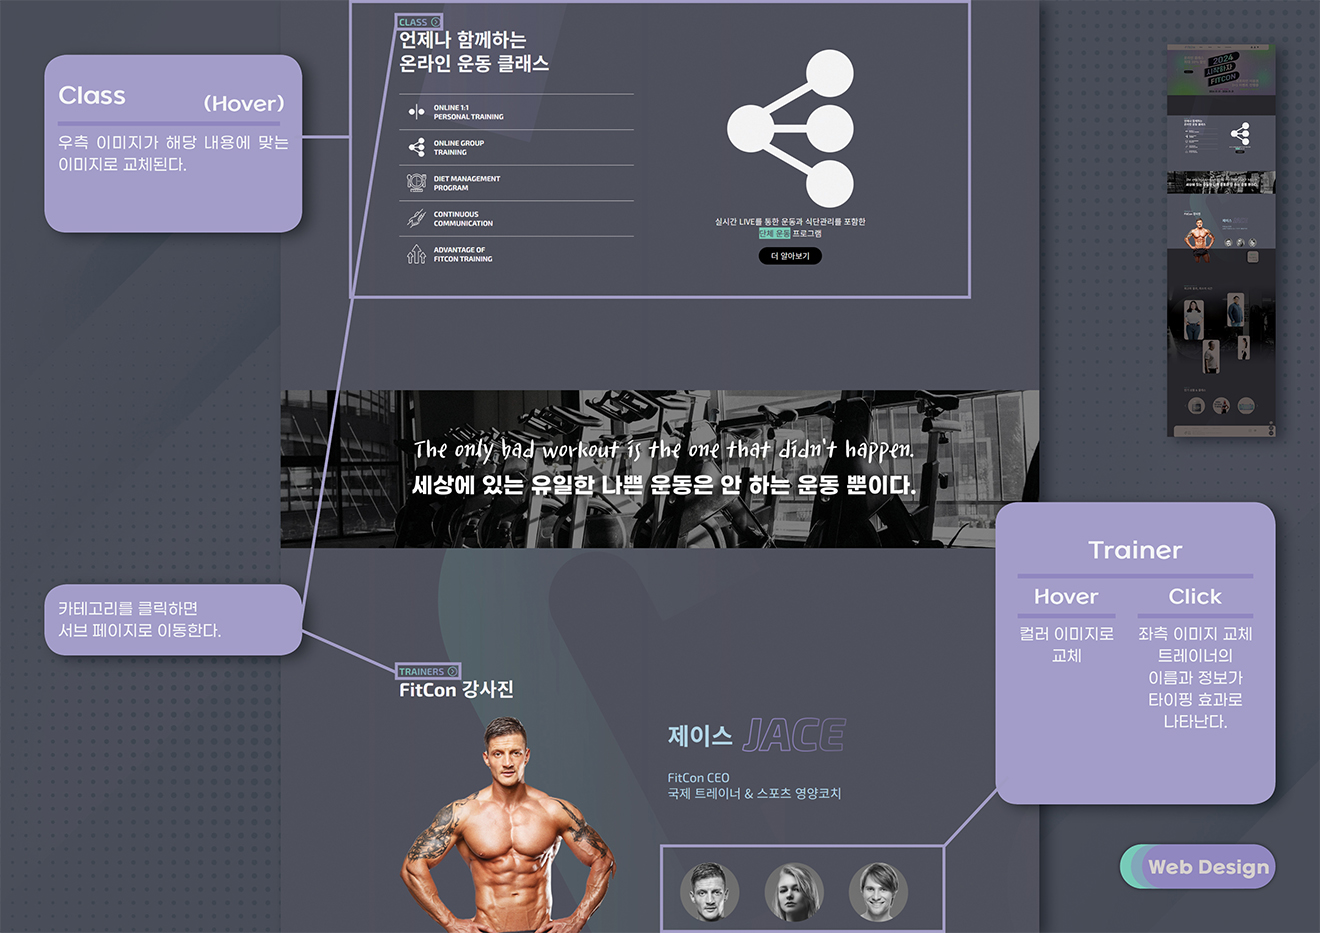 Class
(Hover)
우측 이미지가 해당 내용에 맞는
이미지로 교체된다.
CLASS
언제나 함께하는
온라인 운동 클래스
ONLINE 1:1
PERSONAL TRAINING
ONLINE GROUP
TRAINING
DIET MANAGEMENT
PROGRAM
CONTINUOUS
COMMUNICATION
ADVANTAGE OF
FITCON TRAINING
실시간 LIVE를 통한 운동과 식단관리를 포함한
단체 운동 프로그램
더 알아보기
2024
시작하자
FITCON
The only bad workout is the one that didn't happen.
세상에 있는 유일한 나쁜 운동은 안 하는 운동 뿐이다.
카테고리를 클릭하면
서브 페이지로 이동한다.
TRAINERS
FitCon 강사진
제이스 JACE
FitCon CEO
국제 트레이너 & 스포츠 영양코치
Trainer
Hover
컬러 이미지로
교체
Click
좌측 이미지 교체
트레이너의
이름과 정보가
타이핑 효과로
나타난다.
Web Design